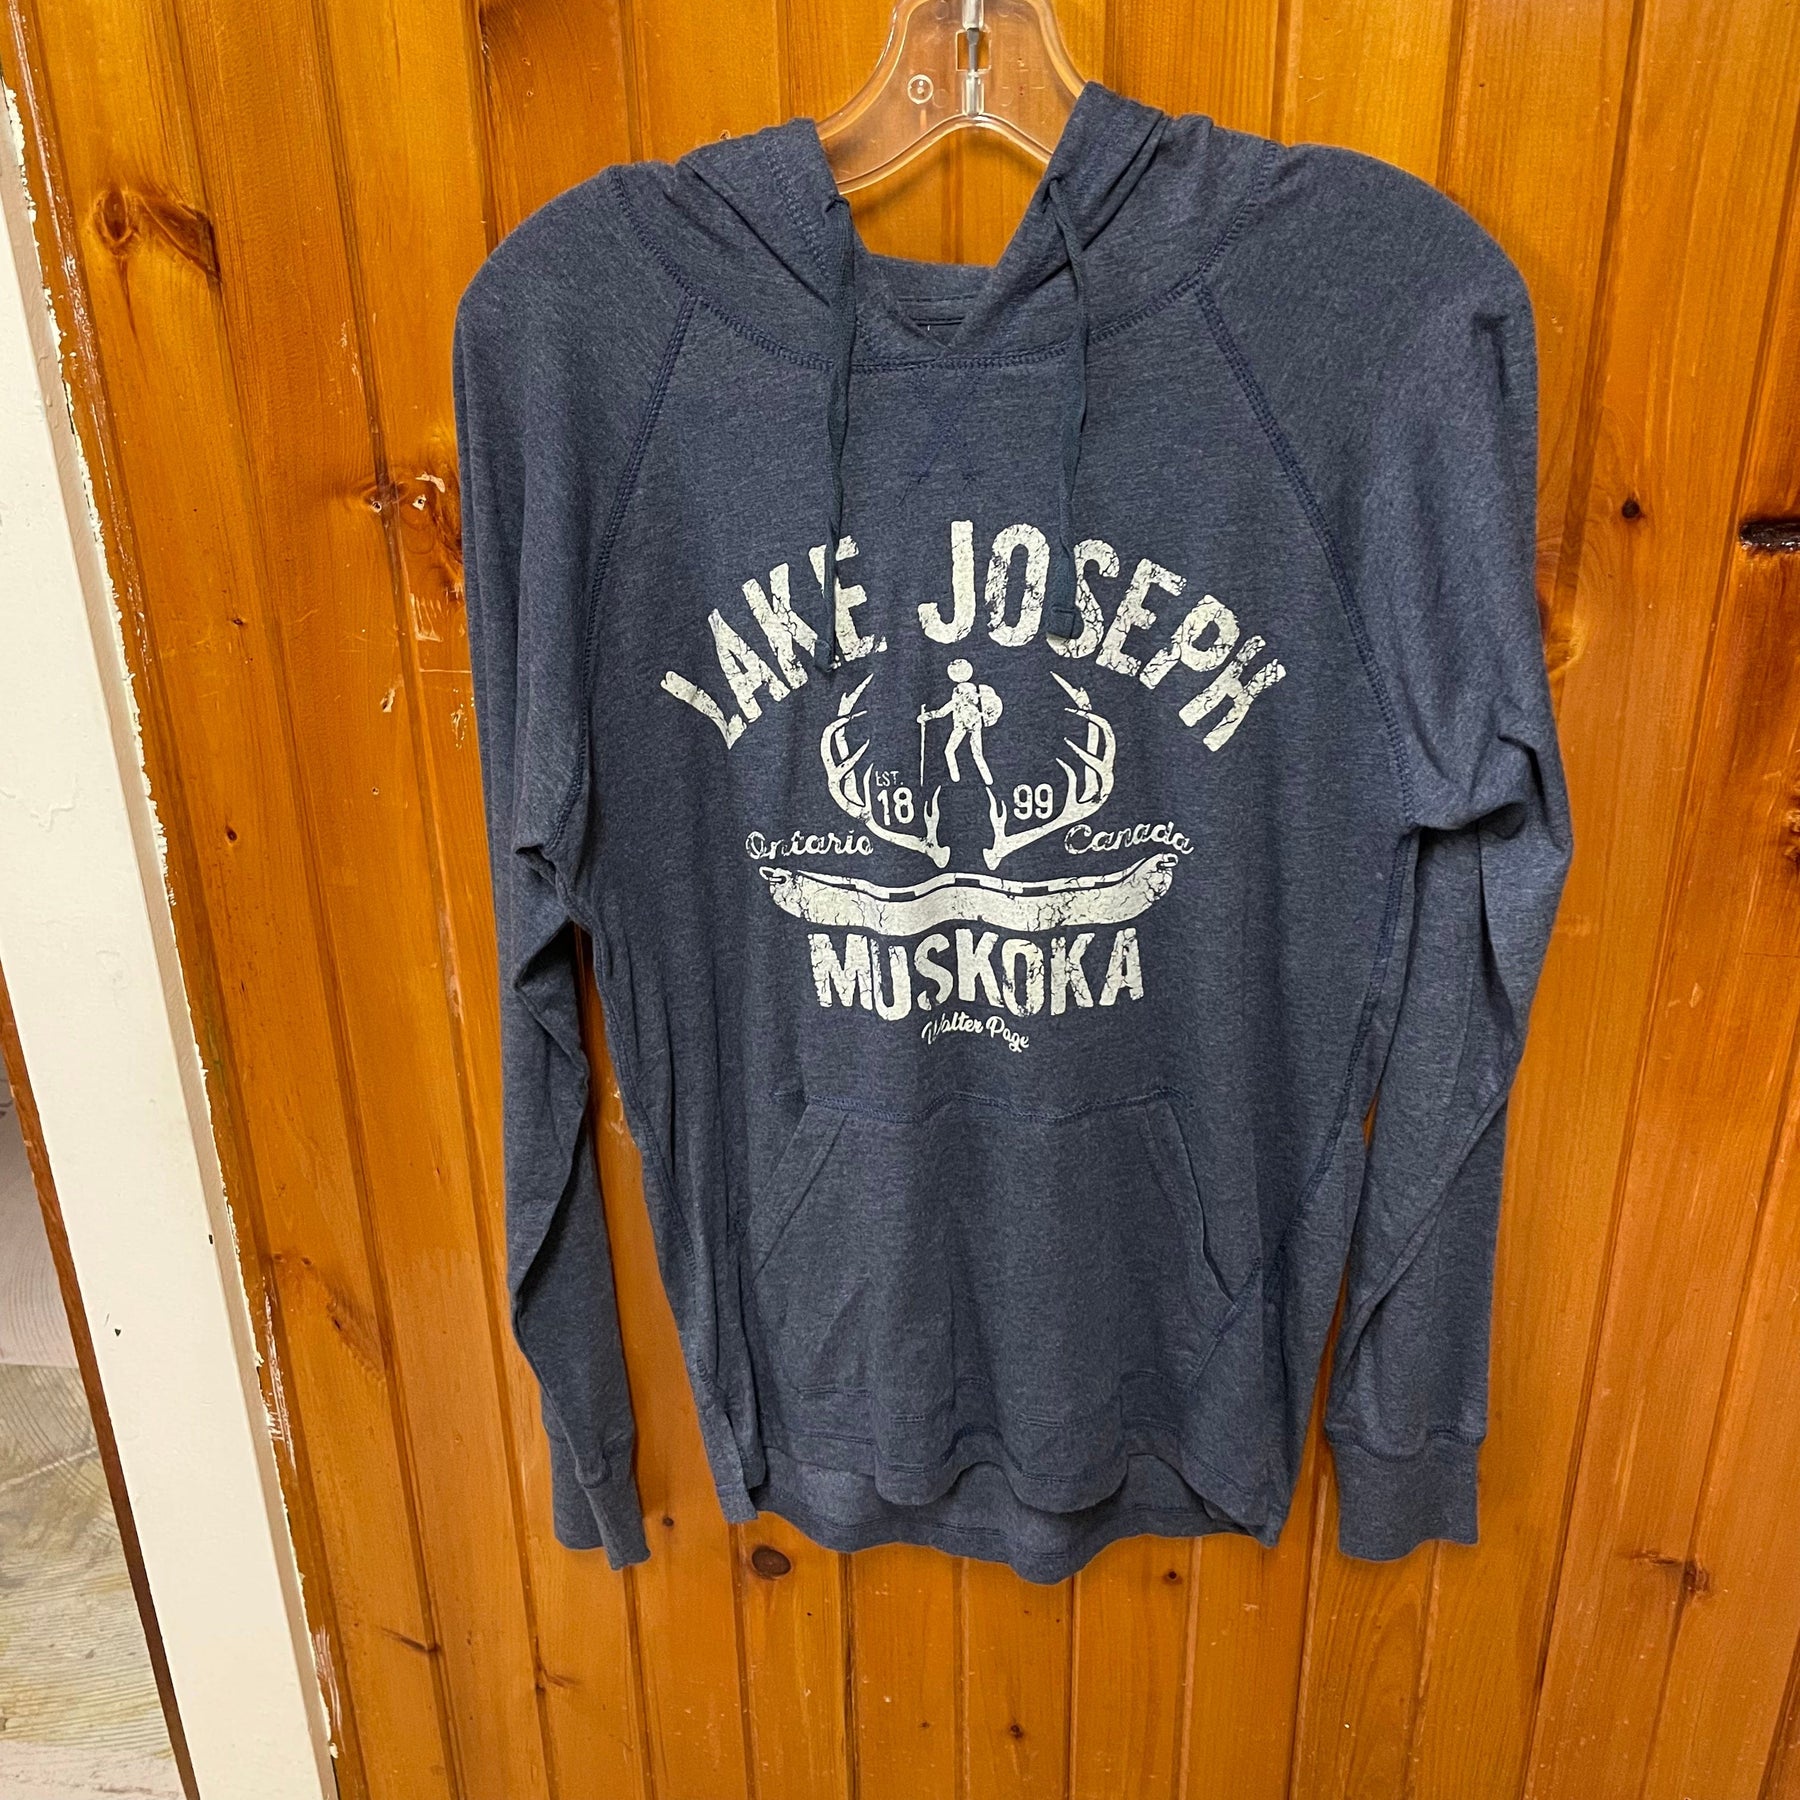 LAKE JOSEPH
EST.
18 99
Ontario Canada
MUSKOKA
Walter Page